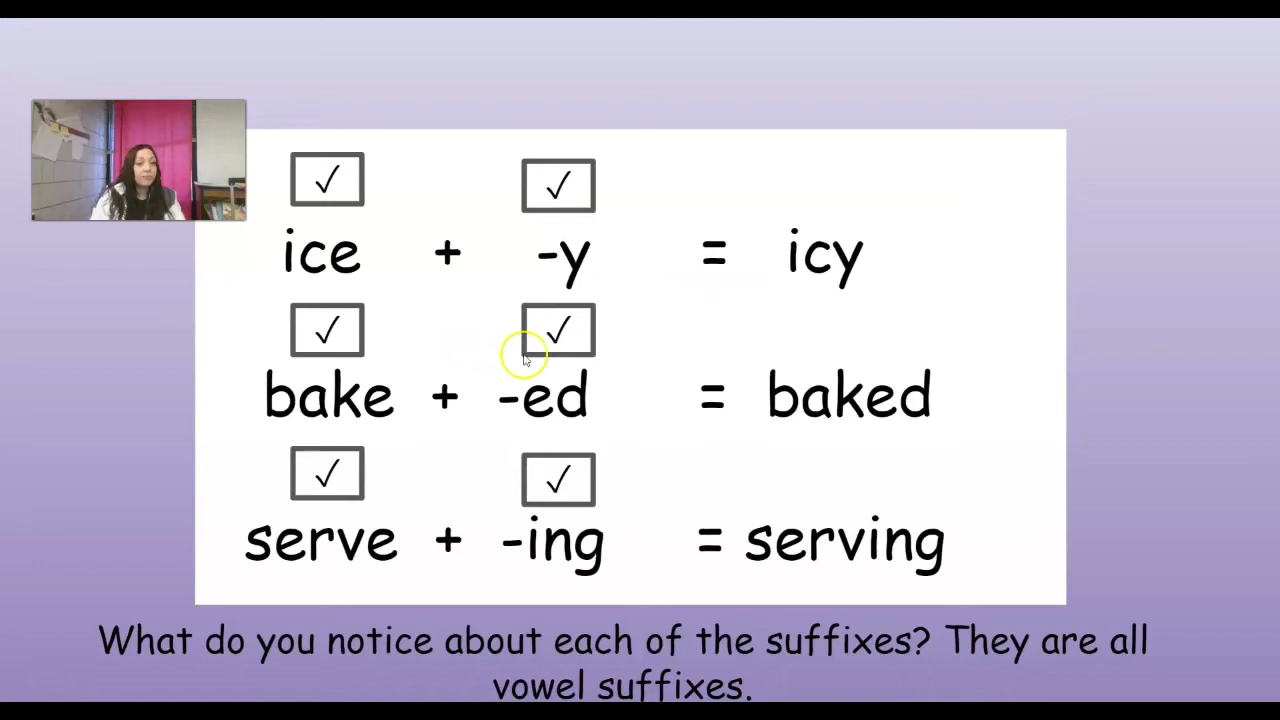 ✓ ✓
ice + -y = icy
✓ ✓
bake + -ed = baked
✓ ✓
serve + -ing = serving
What do you notice about each of the suffixes? They are all
vowel suffixes.